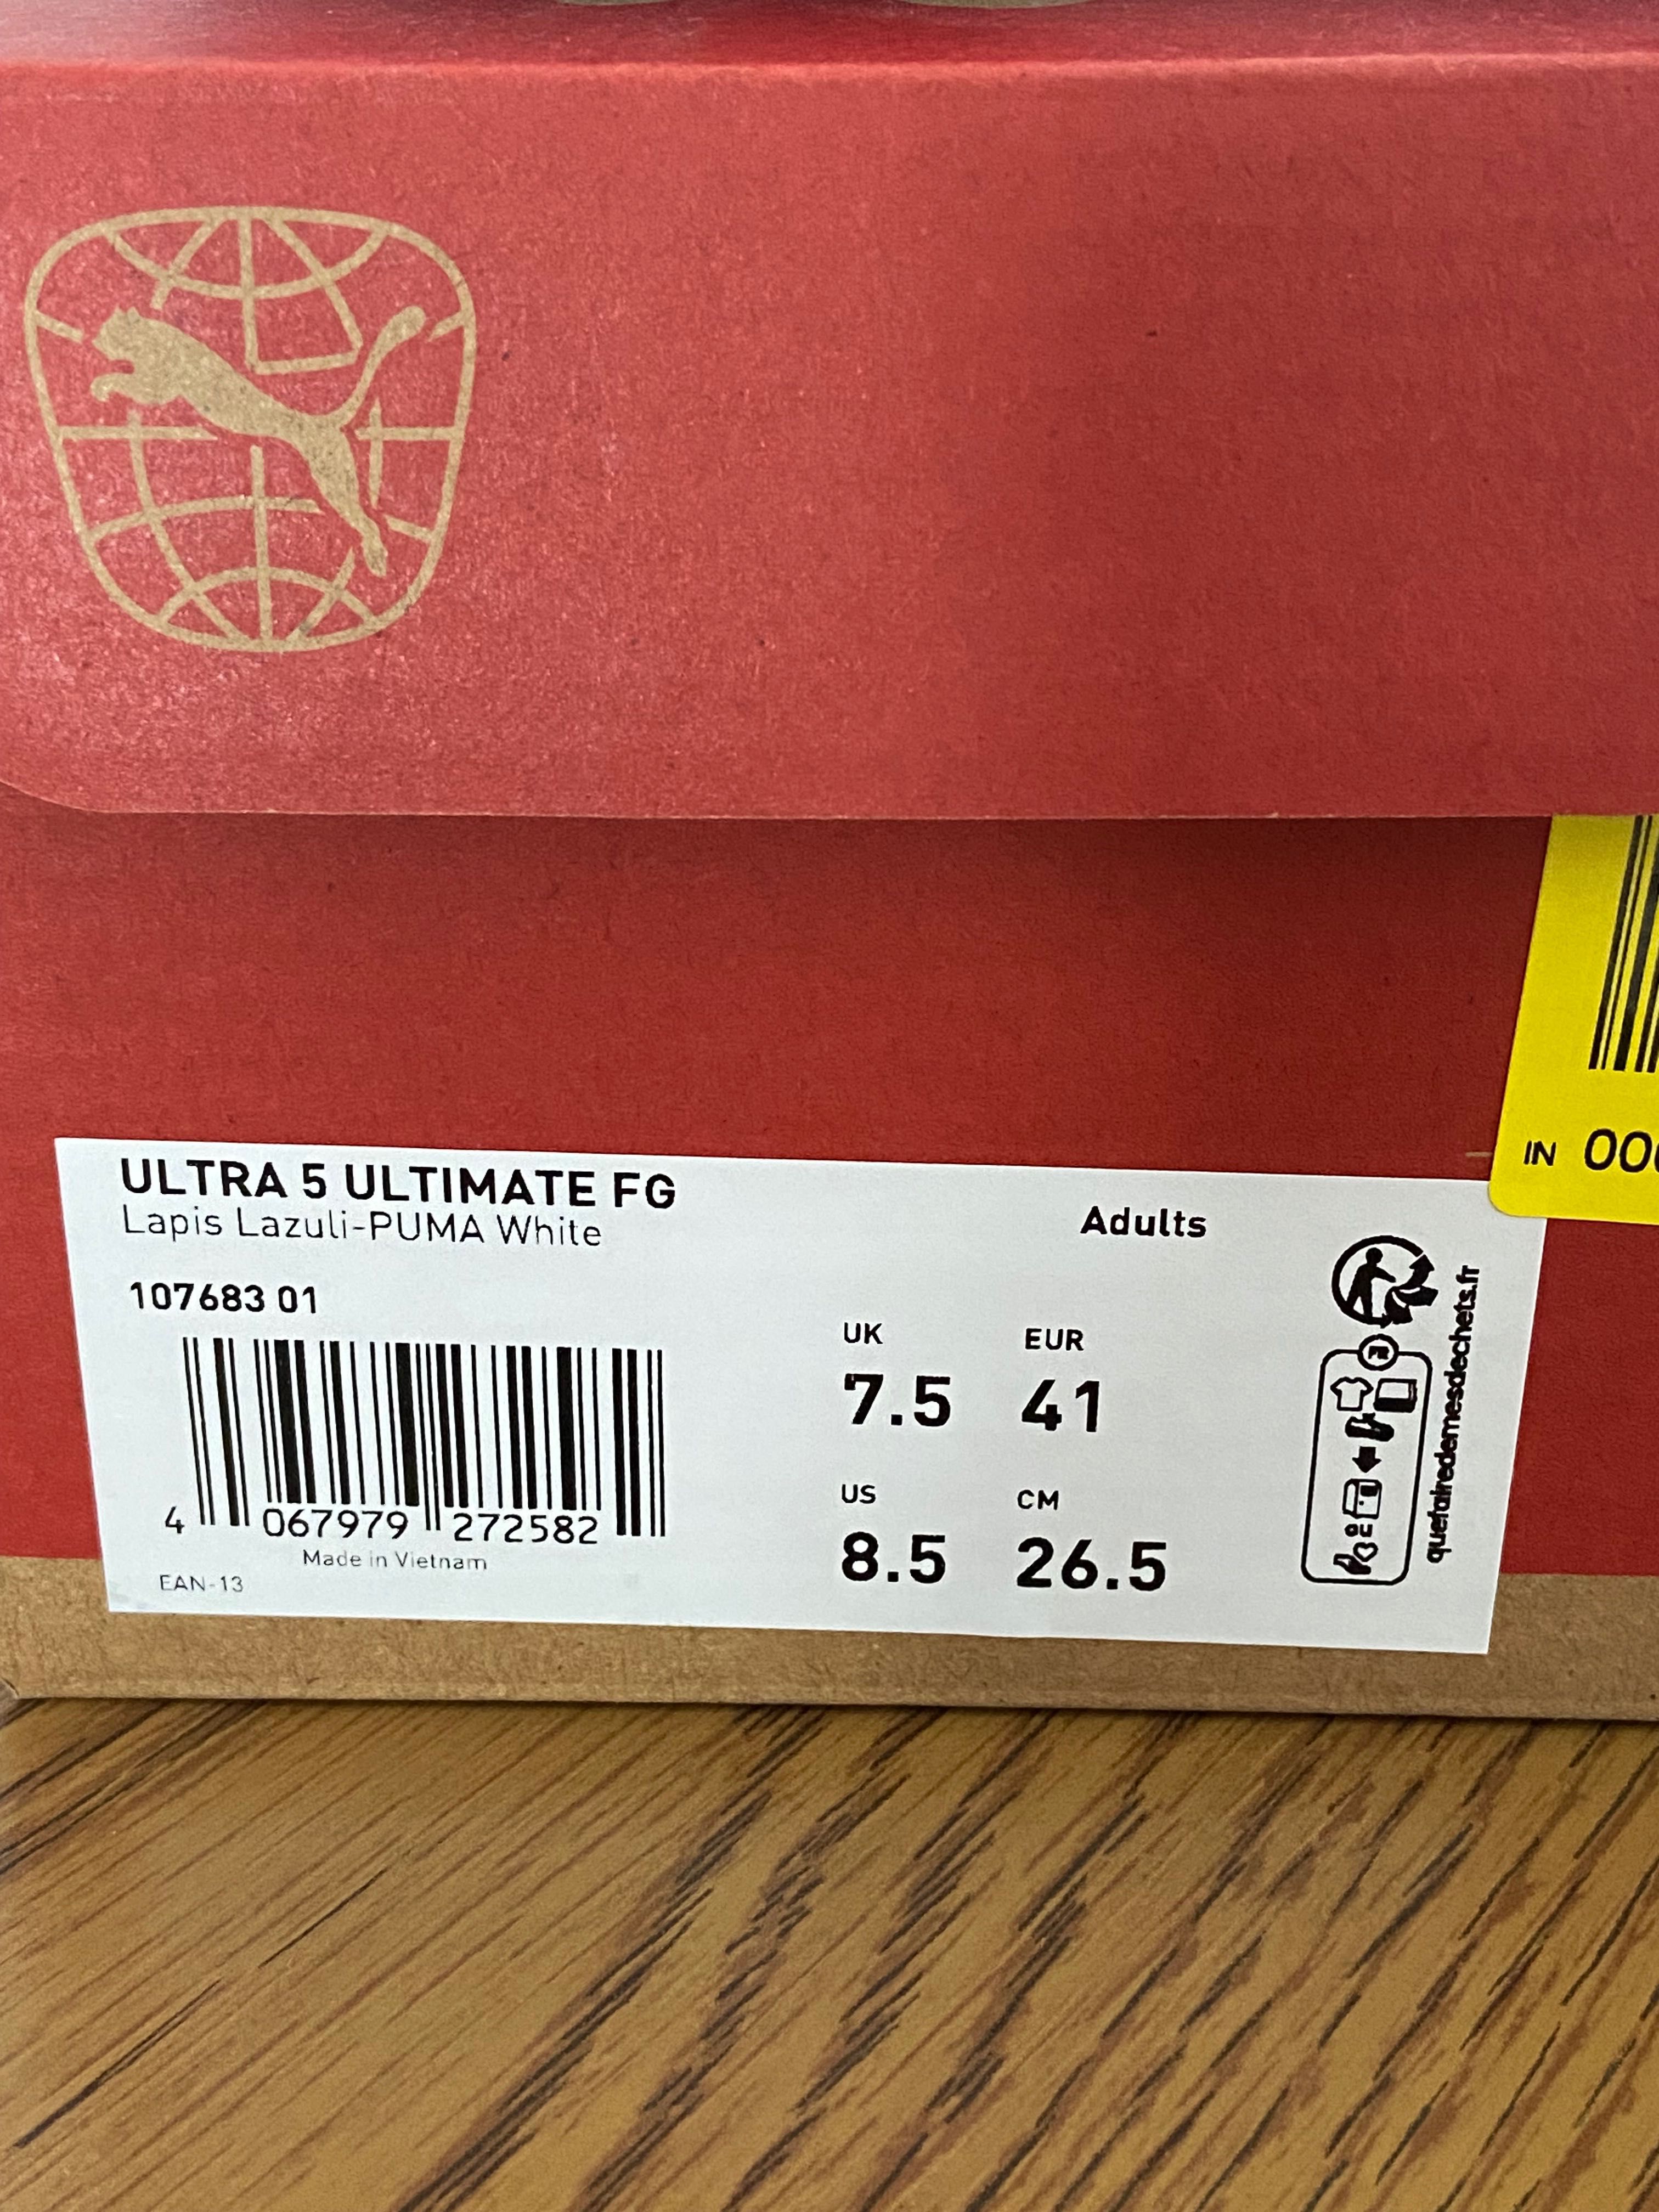 IN 000
ULTRA 5 ULTIMATE FG
Lapis Lazuli-PUMA White
Adults
107683 01
UK EUR
7.5 41
US CM
8.5 26.5
4 067979 272582
Made in Vietnam
EAN-13
FR
quefairedemesdechets.fr